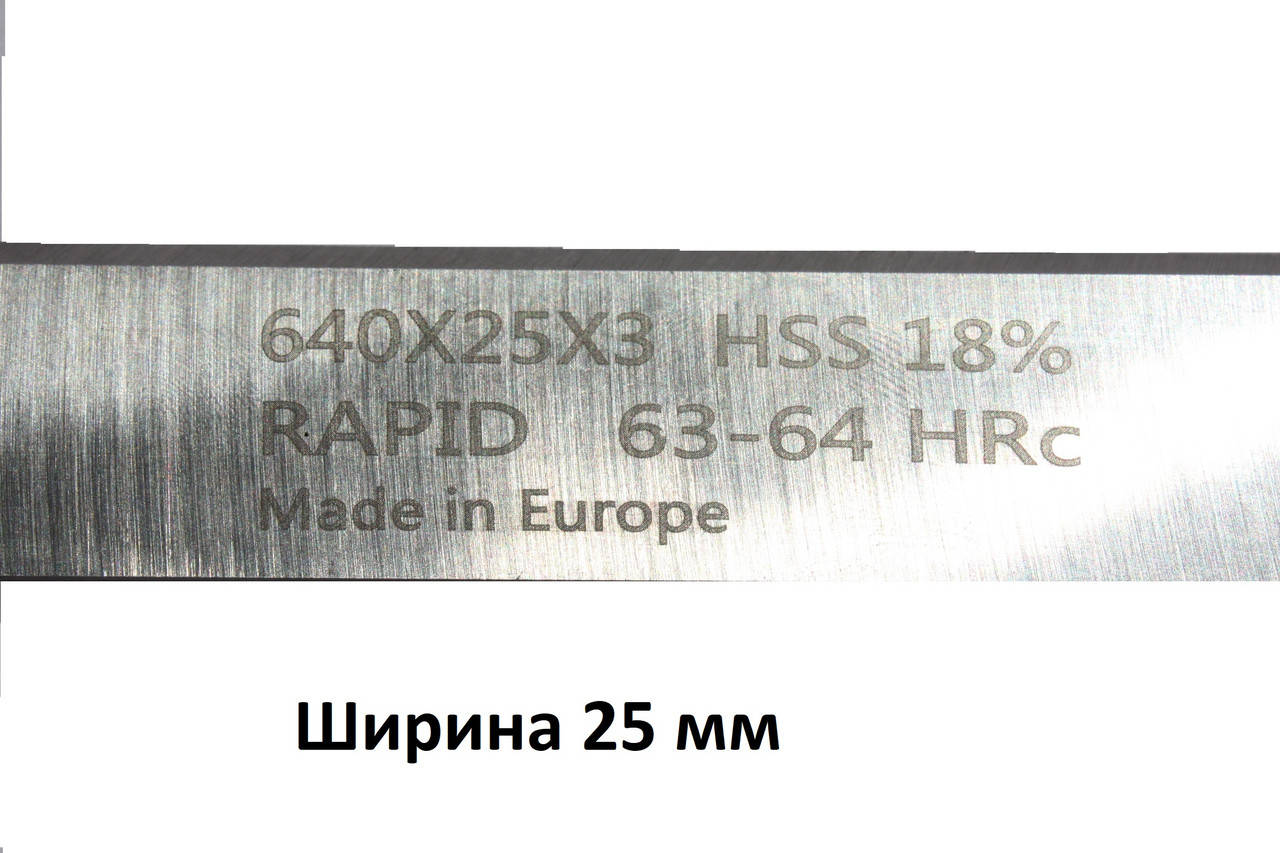 640X25X3 HSS 18%
RAPID 63-64 HRc
Made in Europe
Ширина 25 мм